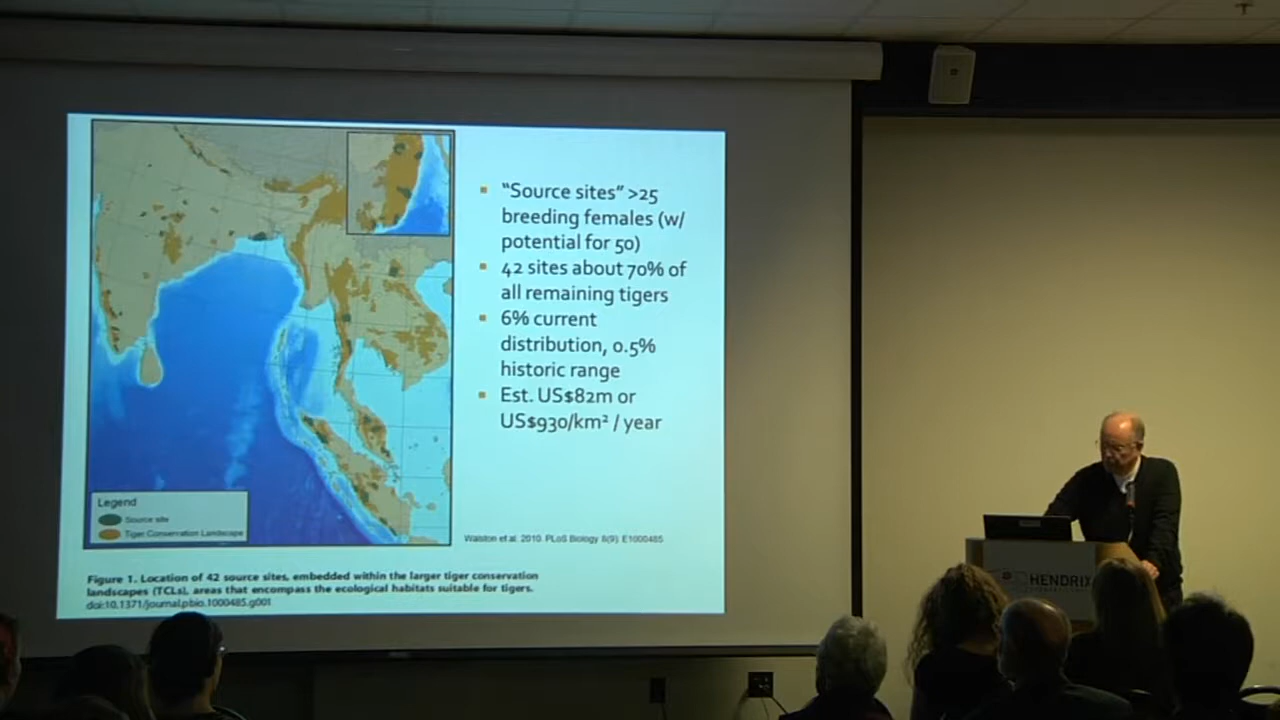 "Source sites" >25
breeding females (w/
potential for 50)
42 sites about 70% of
all remaining tigers
6% current
distribution, 0.5%
historic range
Est. US$82m or
US$930/km² / year
Legend
Source site
Tiger Conservation Landscape
Walston et al. 2010. PLoS Biology 8(9): E1000485
Figure 1. Location of 42 source sites, embedded within the larger tiger conservation
landscapes (TCLs), areas that encompass the ecological habitats suitable for tigers.
doi:10.1371/journal.pbio.1000485.g001
HENDRIX